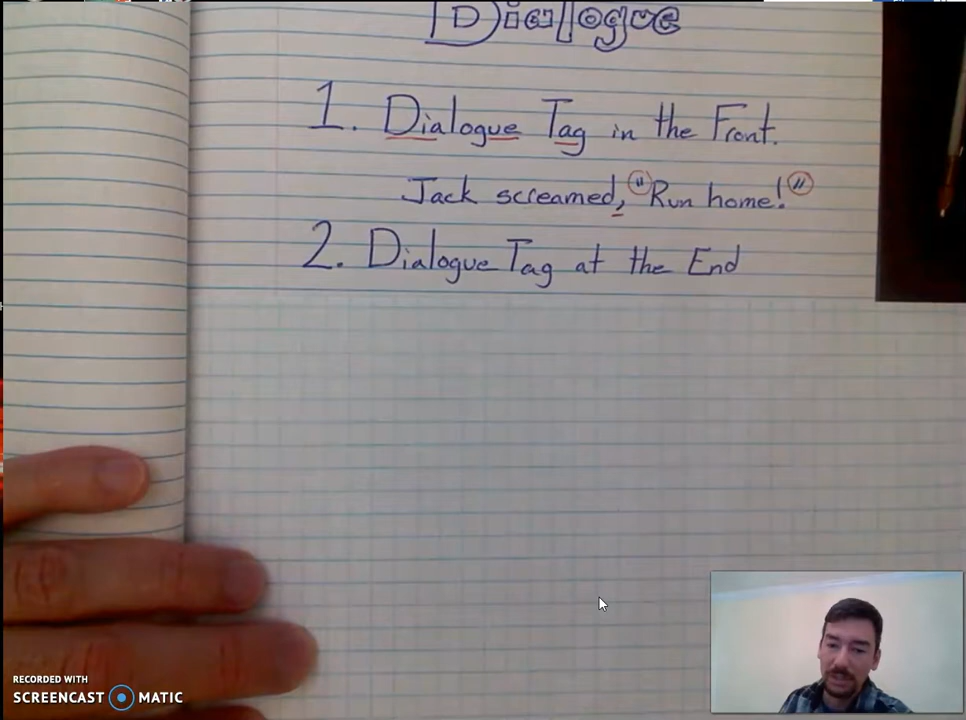 Dialogue
1. Dialogue Tag in the Front.
Jack screamed, "Run home!"
2. Dialogue Tag at the End
RECORDED WITH
SCREENCAST MATIC